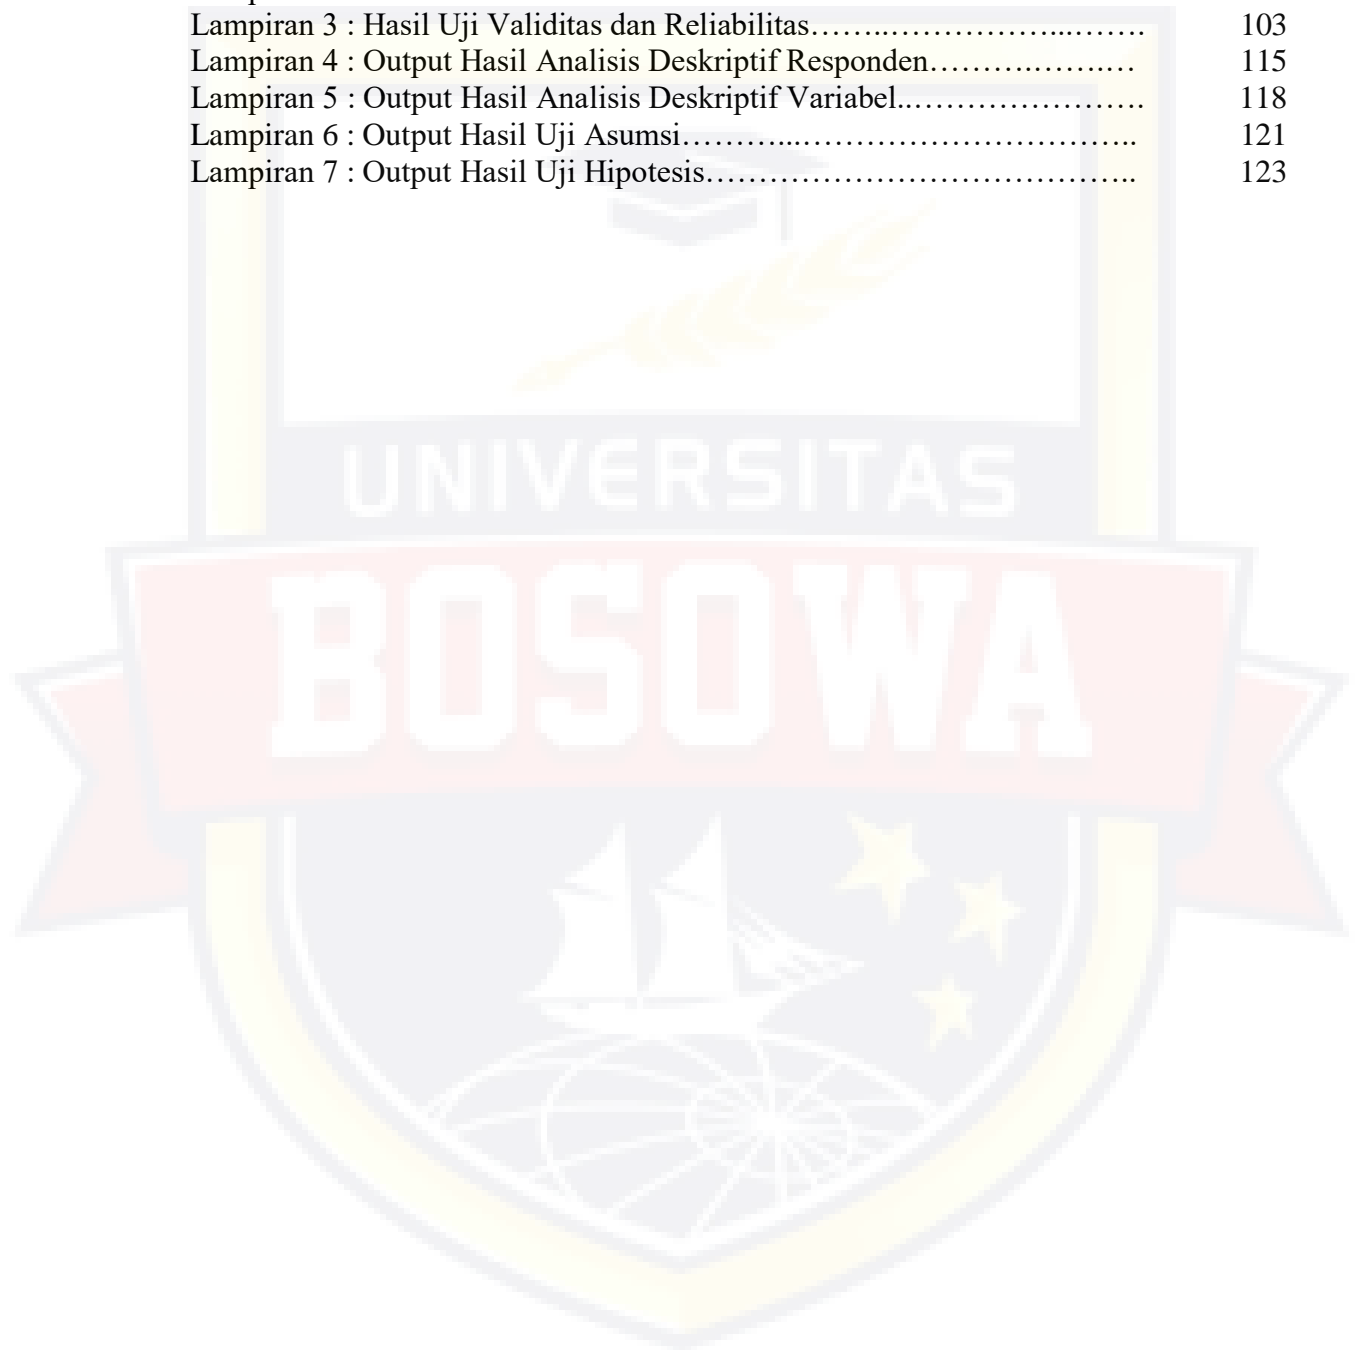 Lampiran 3 : Hasil Uji Validitas dan Reliabilitas……..……………...……. 103
Lampiran 4 : Output Hasil Analisis Deskriptif Responden……….…….… 115
Lampiran 5 : Output Hasil Analisis Deskriptif Variabel..…………………. 118
Lampiran 6 : Output Hasil Uji Asumsi………...………………………….. 121
Lampiran 7 : Output Hasil Uji Hipotesis………………………………….. 123
UNIVERSITAS
BOSOWA